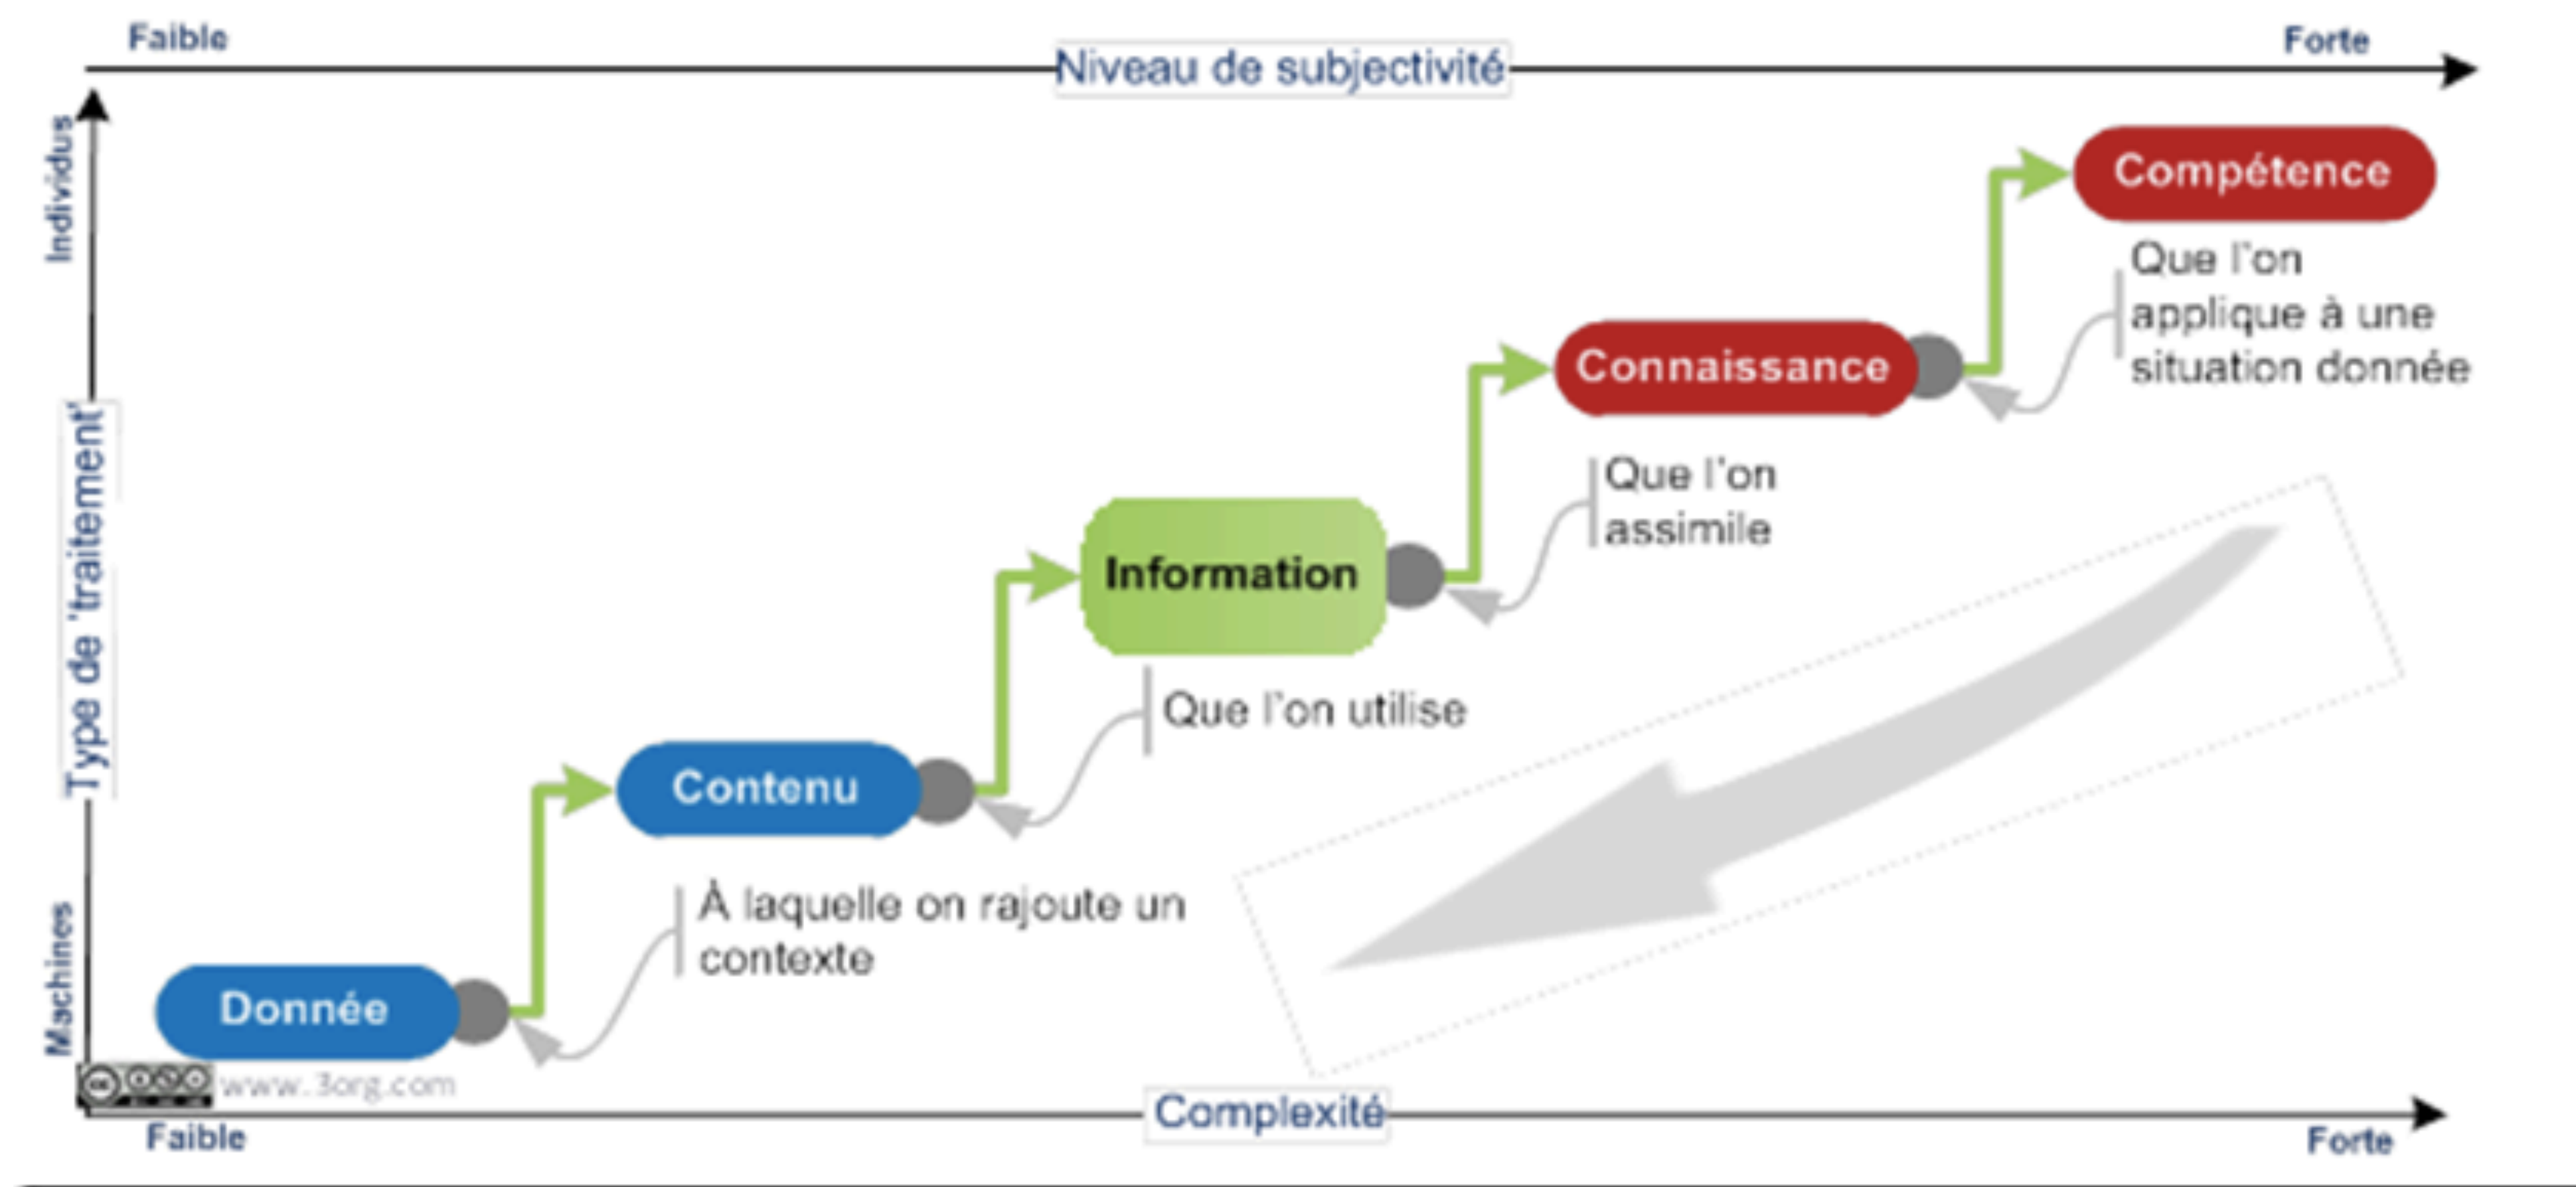 Faible
Forte
Niveau de subjectivité
Individus
Type de 'traitement'
Machines
Compétence
Que l'on
applique à une
situation donnée
Connaissance
Que l'on
assimile
Information
Que l'on utilise
Contenu
À laquelle on rajoute un
contexte
Donnée
www.3org.com
Complexité
Faible
Forte